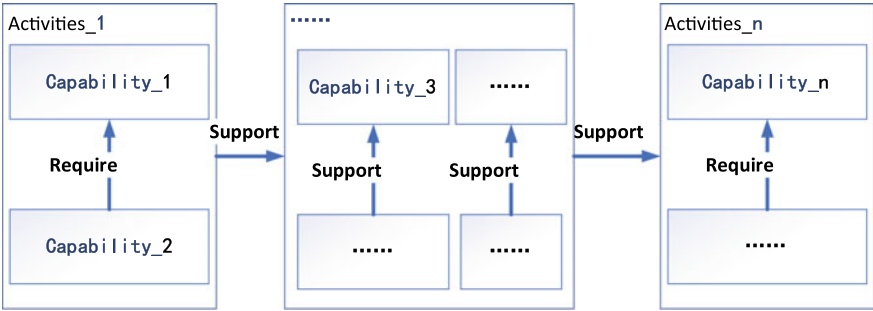 Activities_1
Capability_1
Require
Capability_2
Support
......
Capability_3
......
Support
Support
......
......
Support
Activities_n
Capability_n
Require
......